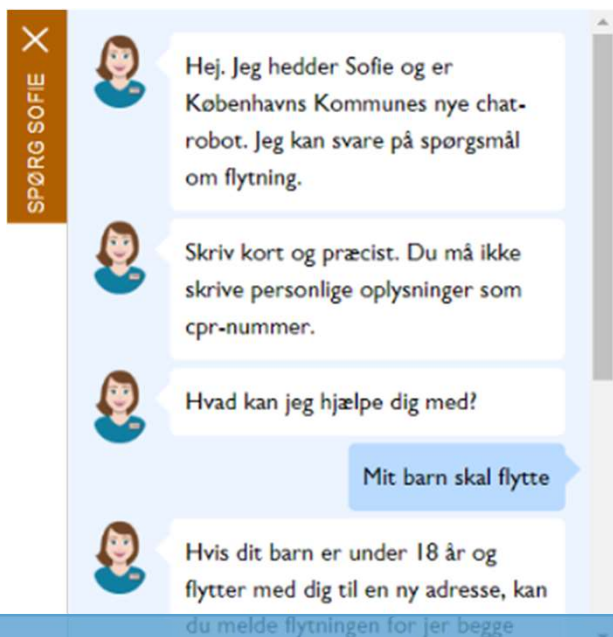 SPØRG SOFIE
Hej. Jeg hedder Sofie og er
Københavns Kommunes nye chat-
robot. Jeg kan svare på spørgsmål
om flytning.
Skriv kort og præcist. Du må ikke
skrive personlige oplysninger som
cpr-nummer.
Hvad kan jeg hjælpe dig med?
Mit barn skal flytte
Hvis dit barn er under 18 år og
flytter med dig til en ny adresse, kan
du melde flytningen for jer begge